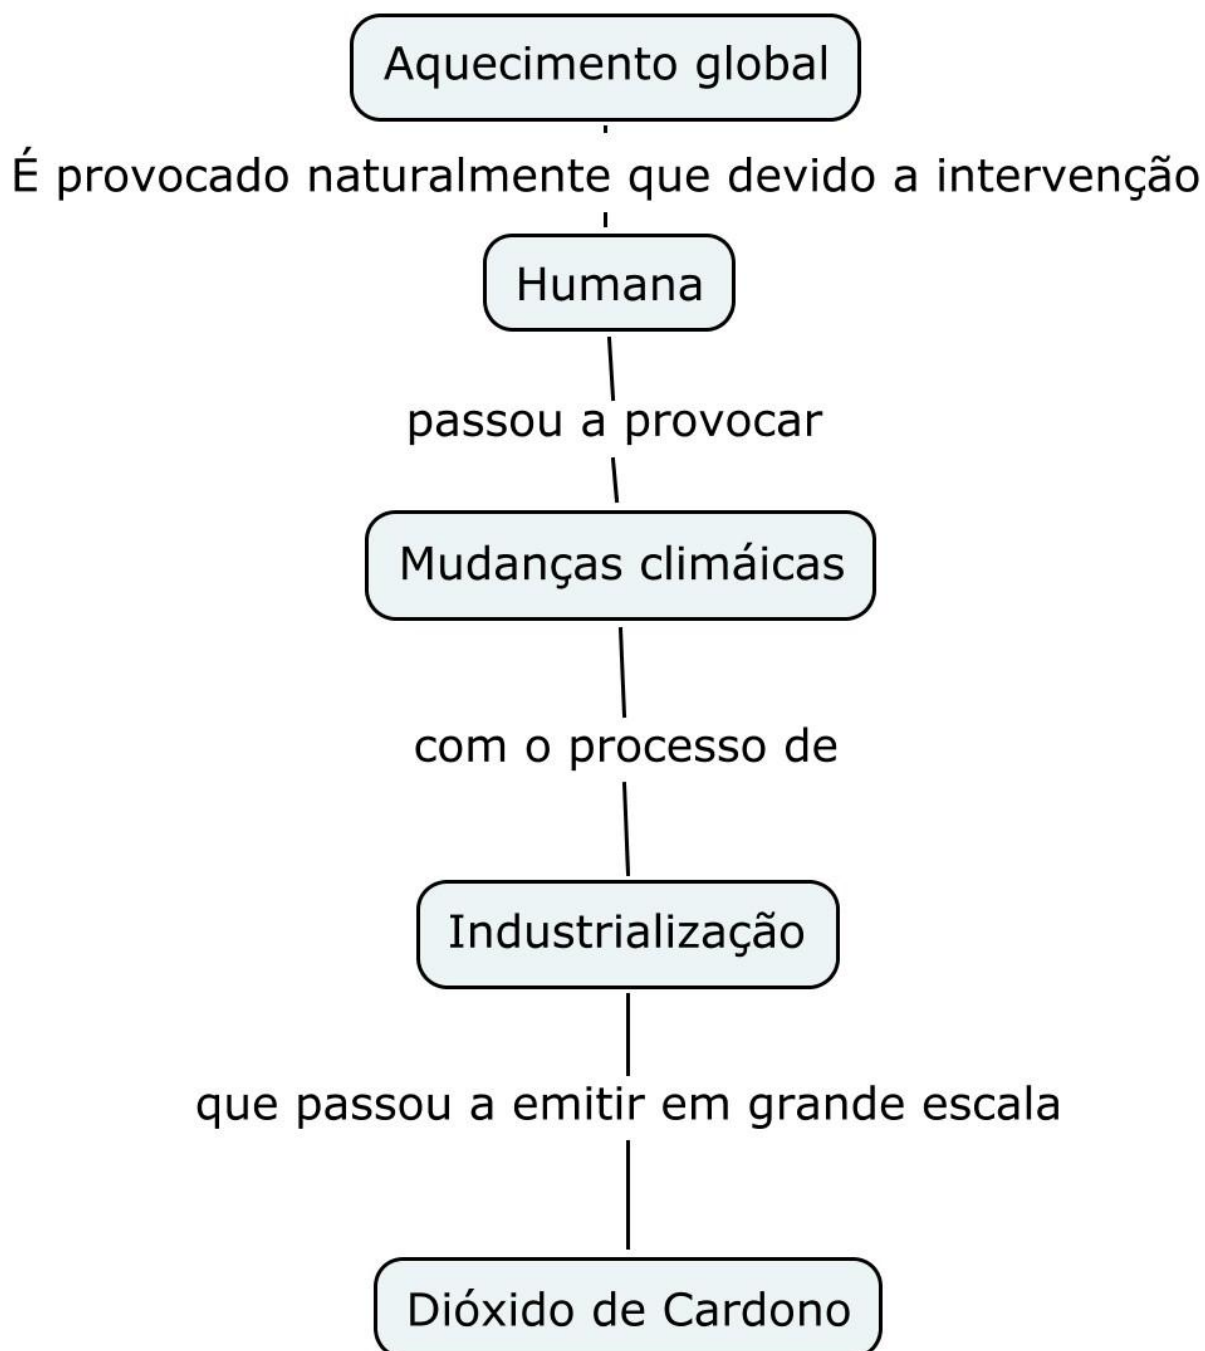 Aquecimento global
É provocado naturalmente que devido a intervenção
Humana
passou a provocar
Mudanças climáicas
com o processo de
Industrialização
que passou a emitir em grande escala
Dióxido de Cardono